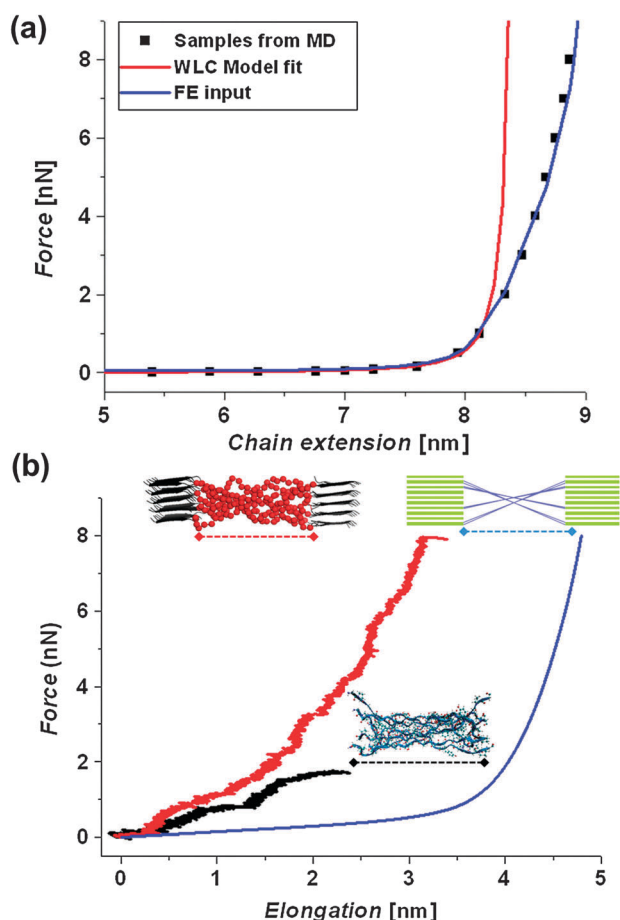 (a)
Samples from MD
WLC Model fit
FE input
Force [nN]
8
6
4
2
0
5 6 7 8 9
Chain extension [nm]
(b)
Force (nN)
8
6
4
2
0
0 1 2 3 4 5
Elongation [nm]